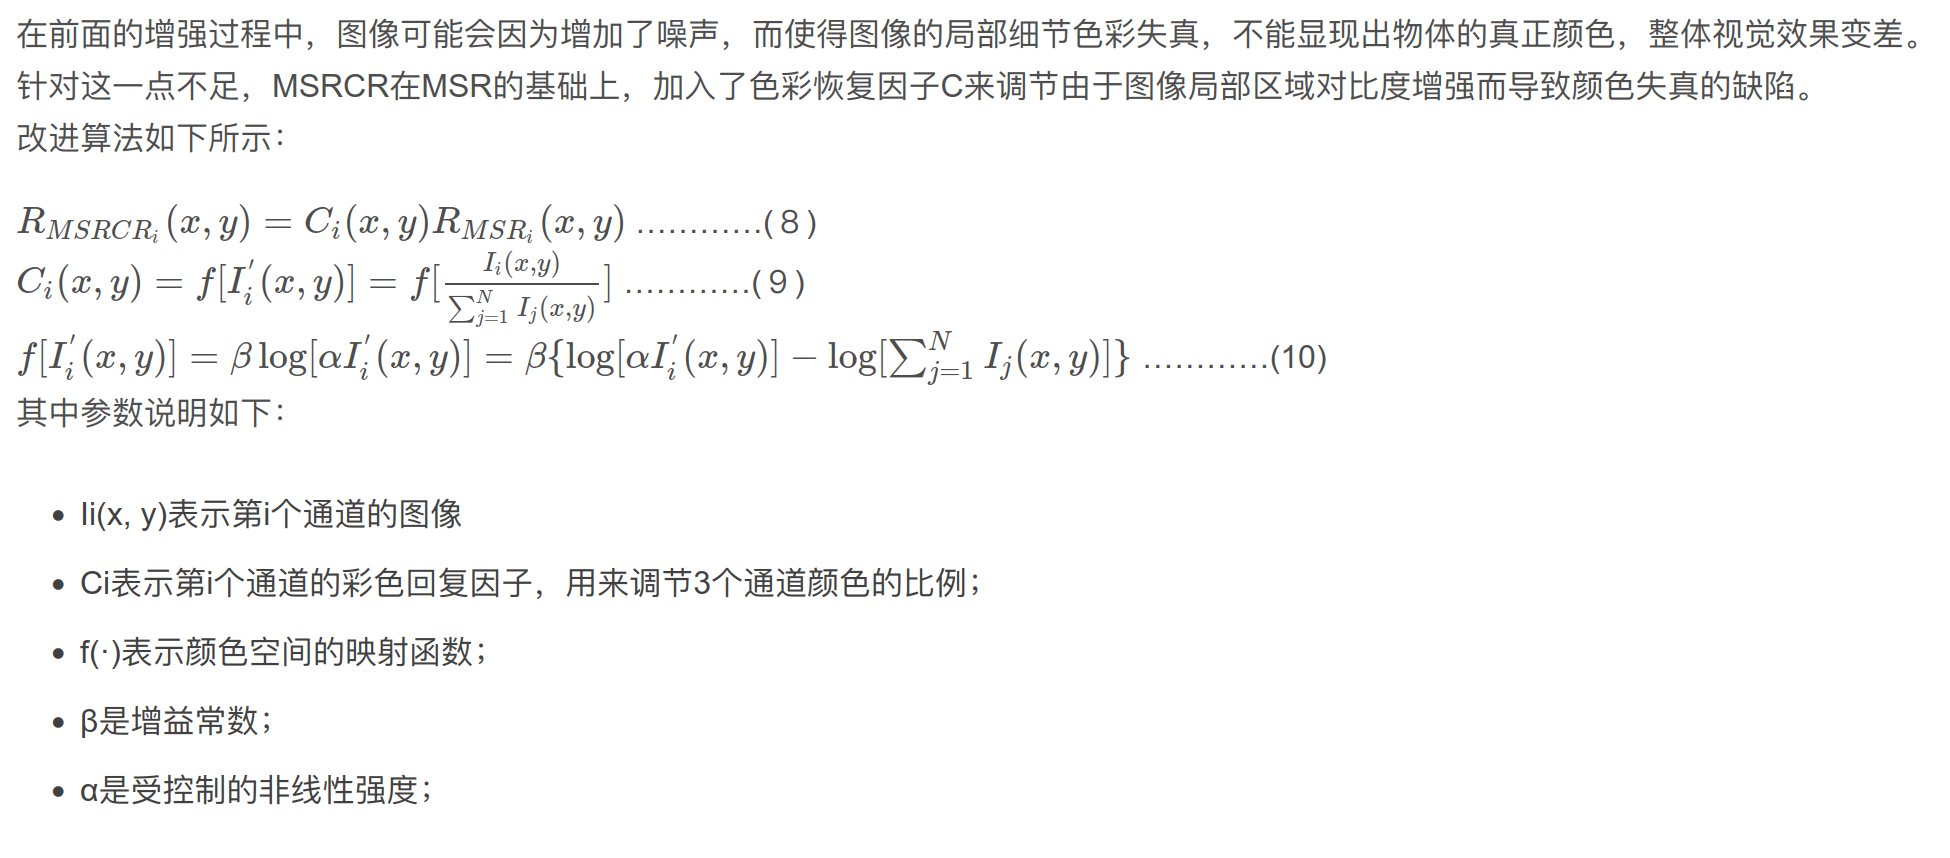 在前面的增强过程中，图像可能会因为增加了噪声，而使得图像的局部细节色彩失真，不能显现出物体的真正颜色，整体视觉效果变差。
针对这一点不足，MSRCR在MSR的基础上，加入了色彩恢复因子C来调节由于图像局部区域对比度增强而导致颜色失真的缺陷。
改进算法如下所示：
$R_{MSRCR_i}(x,y) = C_i(x,y)R_{MSR_i}(x,y)$ …………(８)
$C_i(x,y) = f[I_i^{'}(x,y)] = f[\frac{I_i(x,y)}{\sum_{j=1}^{N} I_j(x,y)}]$ …………(９)
$f[I_i^{'}(x,y)] = \beta \log[\alpha I_i^{'}(x,y)] = \beta\{\log[\alpha I_i^{'}(x,y)] - \log[\sum_{j=1}^{N} I_j(x,y)]\}$ …………(10)
其中参数说明如下：
• Ii(x, y)表示第i个通道的图像
• Ci表示第i个通道的彩色回复因子，用来调节3个通道颜色的比例；
• f(·)表示颜色空间的映射函数；
• β是增益常数；
• α是受控制的非线性强度；